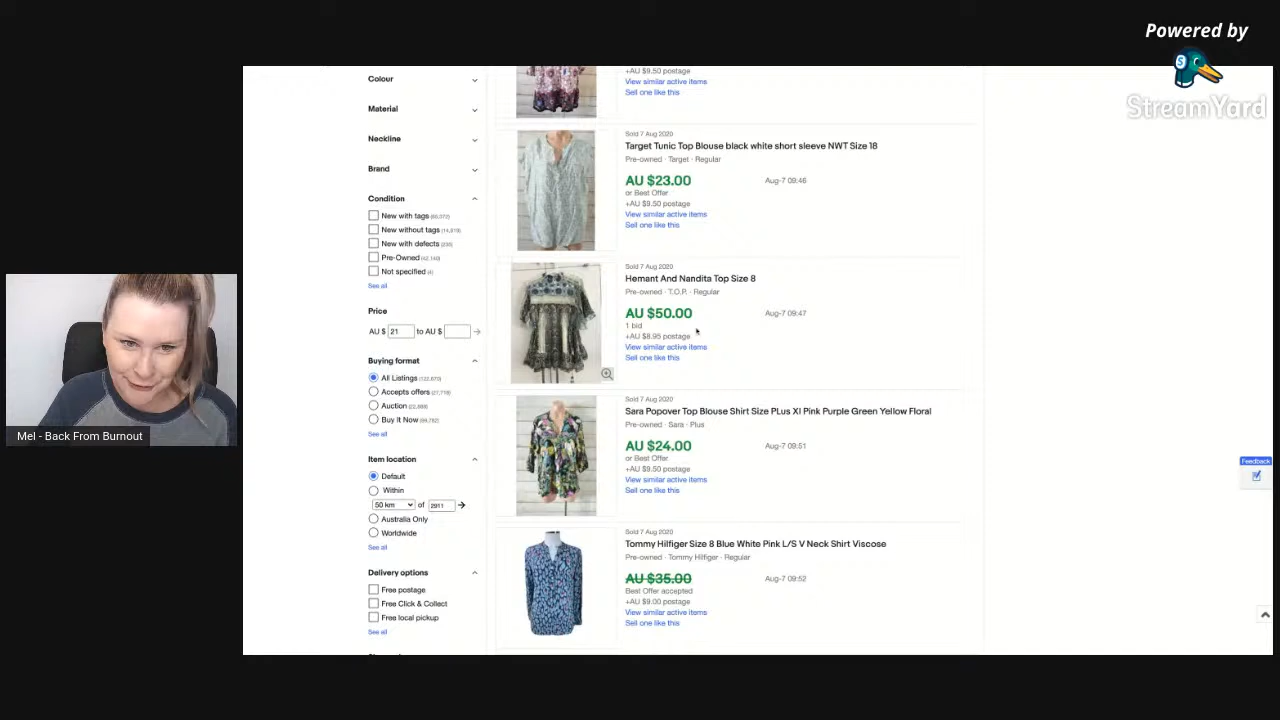 Powered by
StreamYard
Colour
Material
Neckline
Brand
Condition
New with tags
New without tags
New with defects
Pre-Owned
Not specified (4)
See all
Price
AU $ 21 to AU $
Buying format
All Listings
Accepts offers
Auction
Buy It Now
See all
Item location
Default
Within
50 km of 2911
Australia Only
Worldwide
See all
Delivery options
Free postage
Free Click & Collect
Free local pickup
See all
+AU $9.50 postage
View similar active items
Sell one like this
Sold 7 Aug 2020
Target Tunic Top Blouse black white short sleeve NWT Size 18
Pre-owned · Target · Regular
AU $23.00 Aug-7 09:46
or Best Offer
+AU $9.50 postage
View similar active items
Sell one like this
Sold 7 Aug 2020
Hemant And Nandita Top Size 8
Pre-owned · T.O.P. · Regular
AU $50.00 Aug-7 09:47
1 bid
+AU $8.95 postage
View similar active items
Sell one like this
Sold 7 Aug 2020
Sara Popover Top Blouse Shirt Size PLus Xl Pink Purple Green Yellow Floral
Pre-owned · Sara · Plus
AU $24.00 Aug-7 09:51
or Best Offer
+AU $9.50 postage
View similar active items
Sell one like this
Sold 7 Aug 2020
Tommy Hilfiger Size 8 Blue White Pink L/S V Neck Shirt Viscose
Pre-owned · Tommy Hilfiger · Regular
AU $35.00 Aug-7 09:52
Best Offer accepted
+AU $9.00 postage
View similar active items
Sell one like this
Feedback
Mel - Back From Burnout